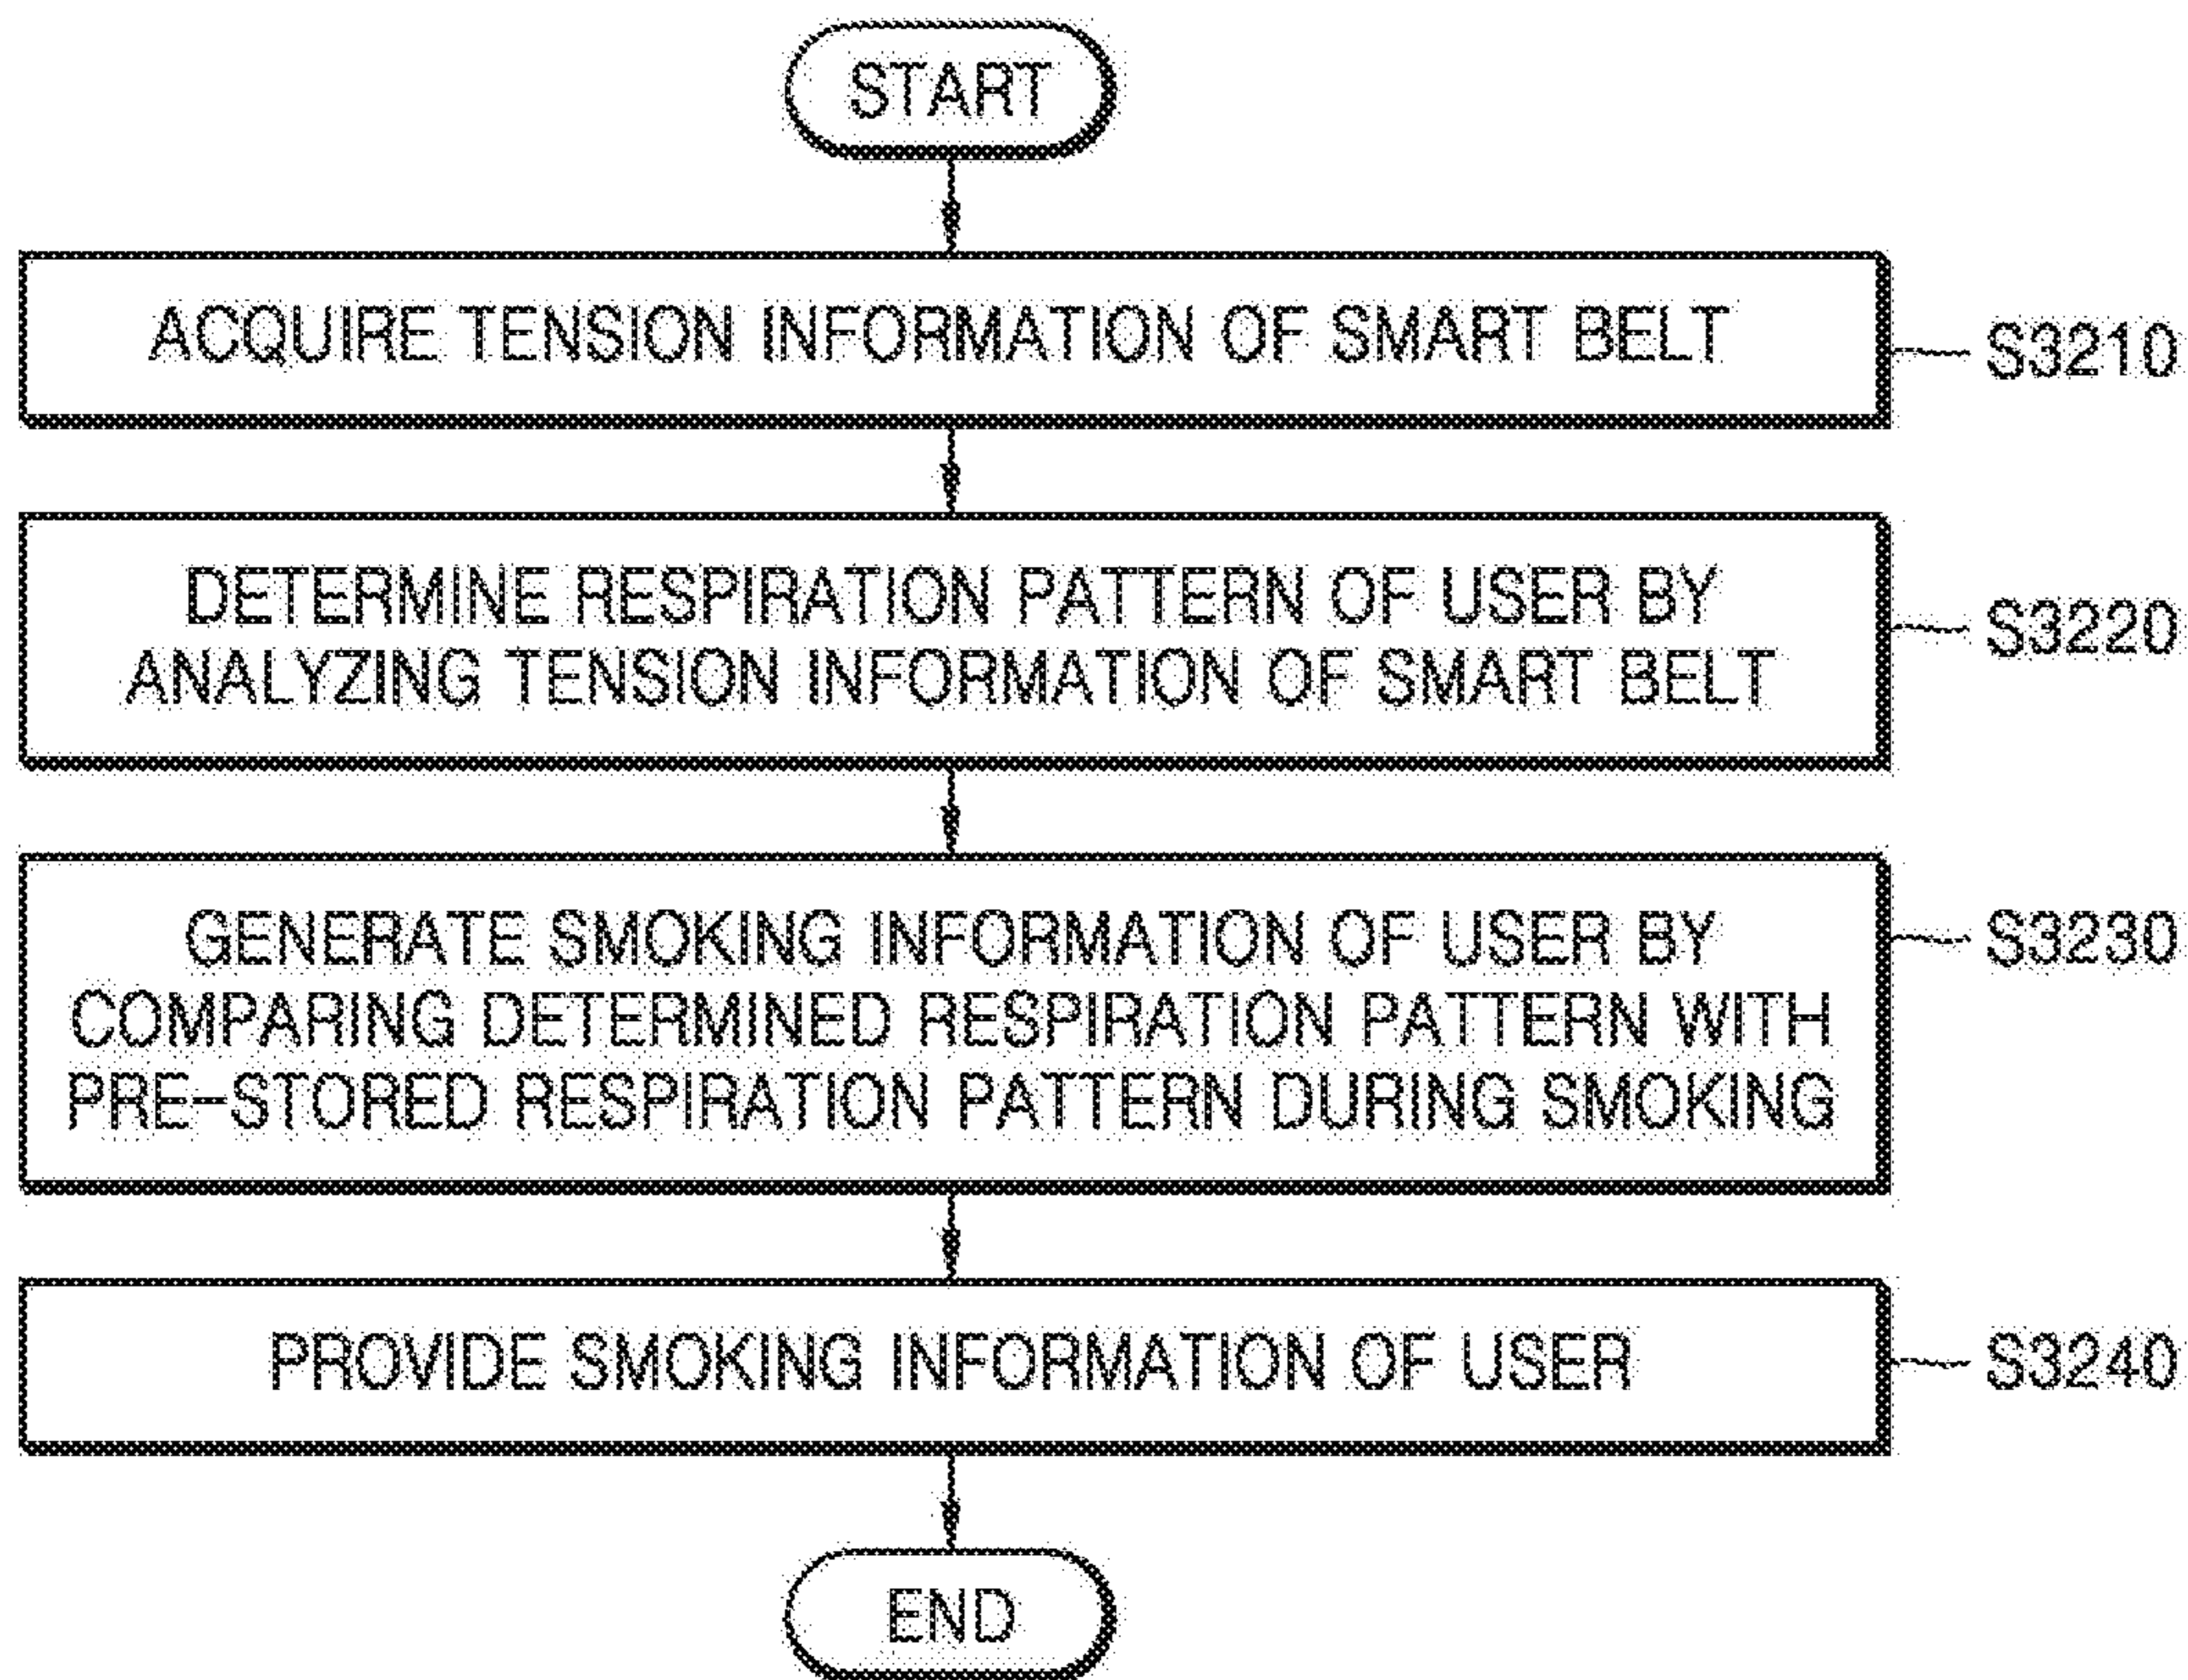 START
ACQUIRE TENSION INFORMATION OF SMART BELT
S3210
DETERMINE RESPIRATION PATTERN OF USER BY
ANALYZING TENSION INFORMATION OF SMART BELT
S3220
GENERATE SMOKING INFORMATION OF USER BY
COMPARING DETERMINED RESPIRATION PATTERN WITH
PRE-STORED RESPIRATION PATTERN DURING SMOKING
S3230
PROVIDE SMOKING INFORMATION OF USER
S3240
END